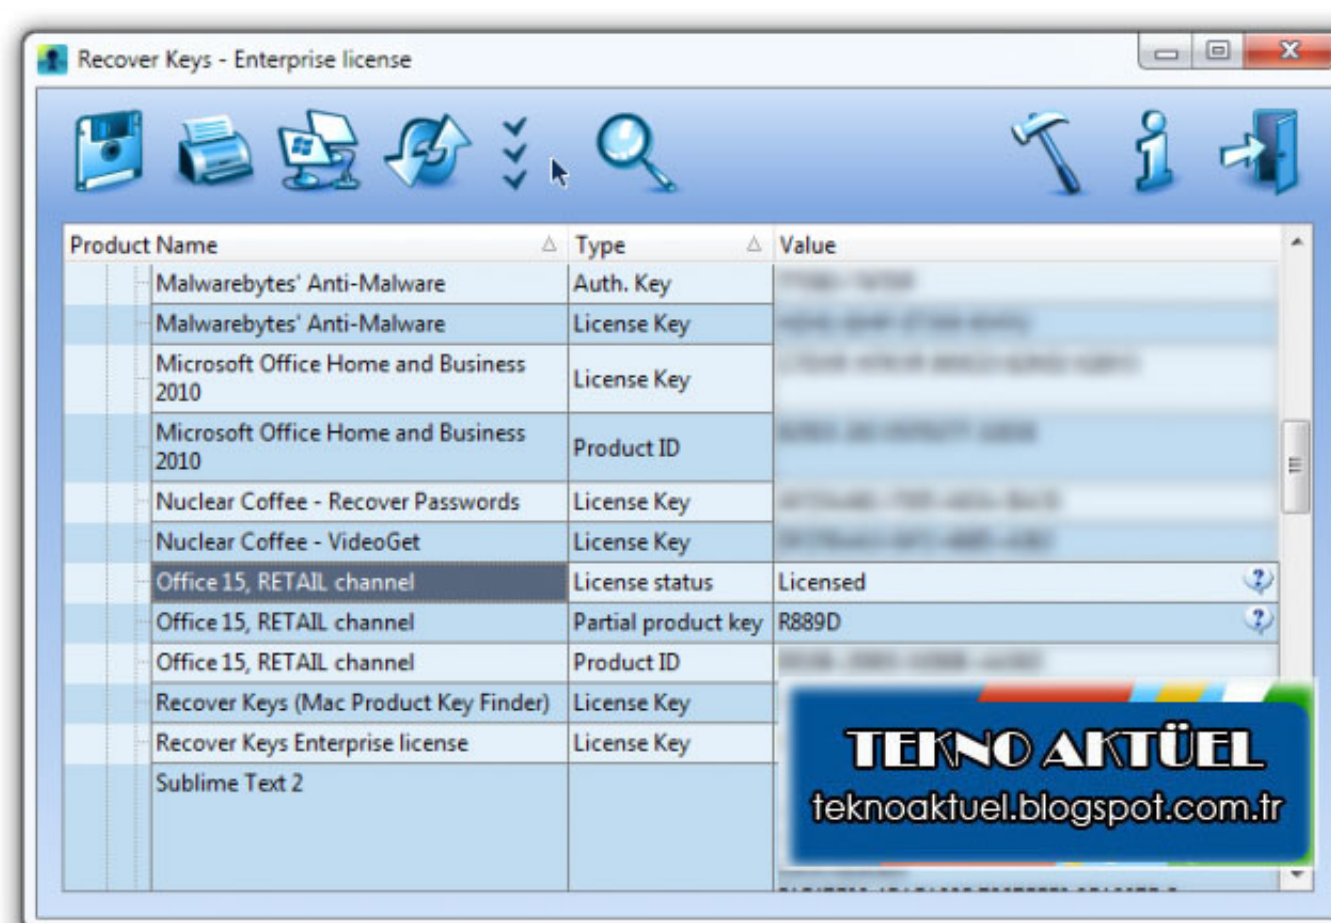 Recover Keys - Enterprise license
Product Name Type Value
Malwarebytes' Anti-Malware Auth. Key
Malwarebytes' Anti-Malware License Key
Microsoft Office Home and Business
2010 License Key
Microsoft Office Home and Business
2010 Product ID
Nuclear Coffee - Recover Passwords License Key
Nuclear Coffee - VideoGet License Key
Office 15, RETAIL channel License status Licensed
Office 15, RETAIL channel Partial product key R889D
Office 15, RETAIL channel Product ID
Recover Keys (Mac Product Key Finder) License Key
Recover Keys Enterprise license License Key
Sublime Text 2
TEKNO AKTÜEL
teknoaktuel.blogspot.com.tr